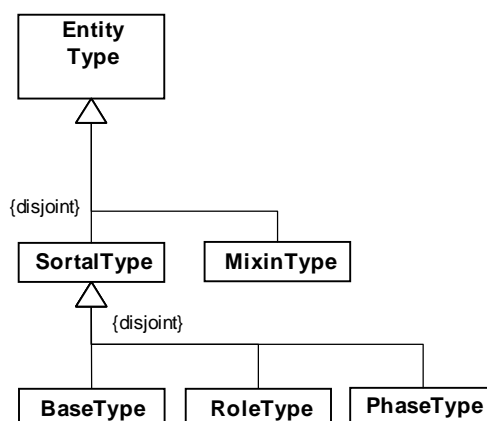 Entity
Type
{disjoint}
SortalType
MixinType
{disjoint}
BaseType
RoleType
PhaseType